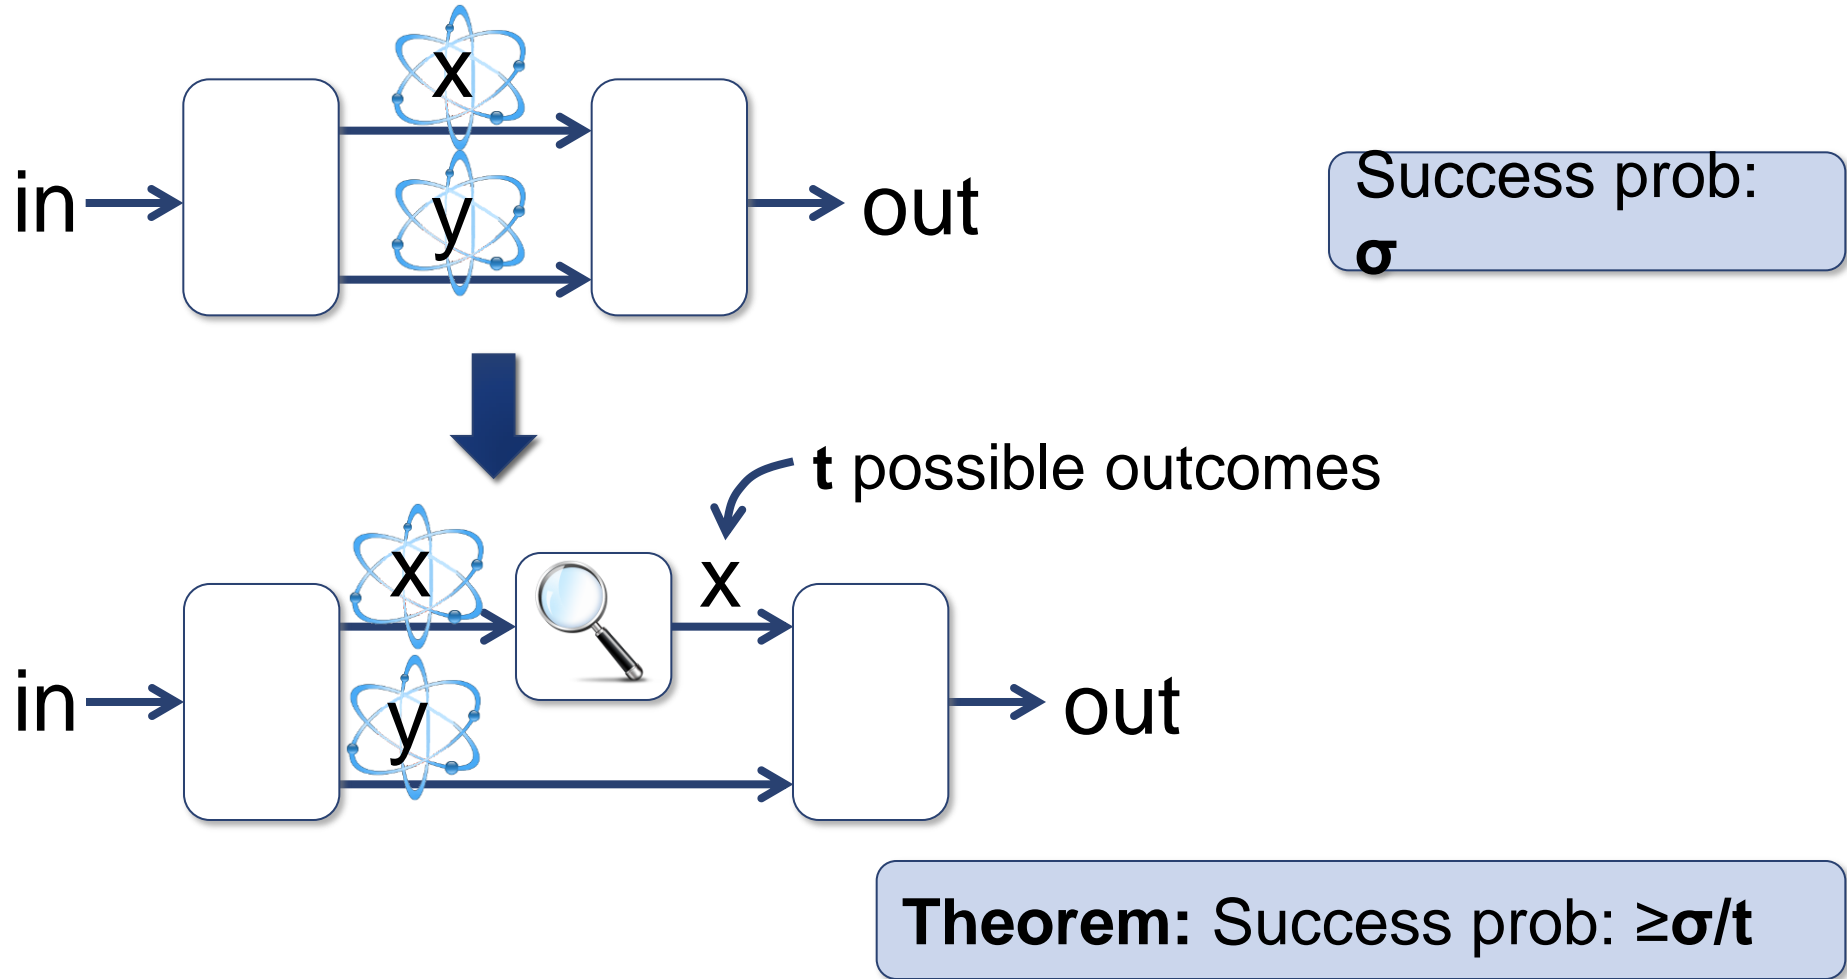 x
in
y
out
Success prob:
σ
t possible outcomes
x
x
in
y
out
Theorem: Success prob: ≥σ/t